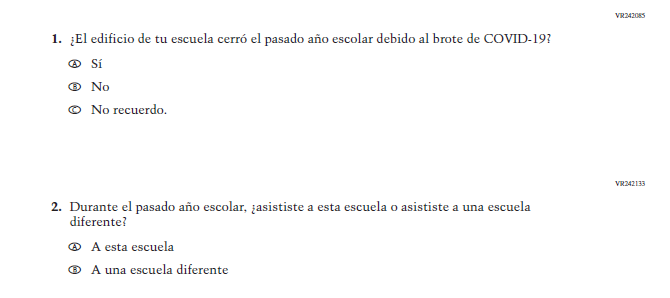 VR242085
1. ¿El edificio de tu escuela cerró el pasado año escolar debido al brote de COVID-19?
A Sí
B No
C No recuerdo.
VR242133
2. Durante el pasado año escolar, ¿asististe a esta escuela o asististe a una escuela
diferente?
A A esta escuela
B A una escuela diferente